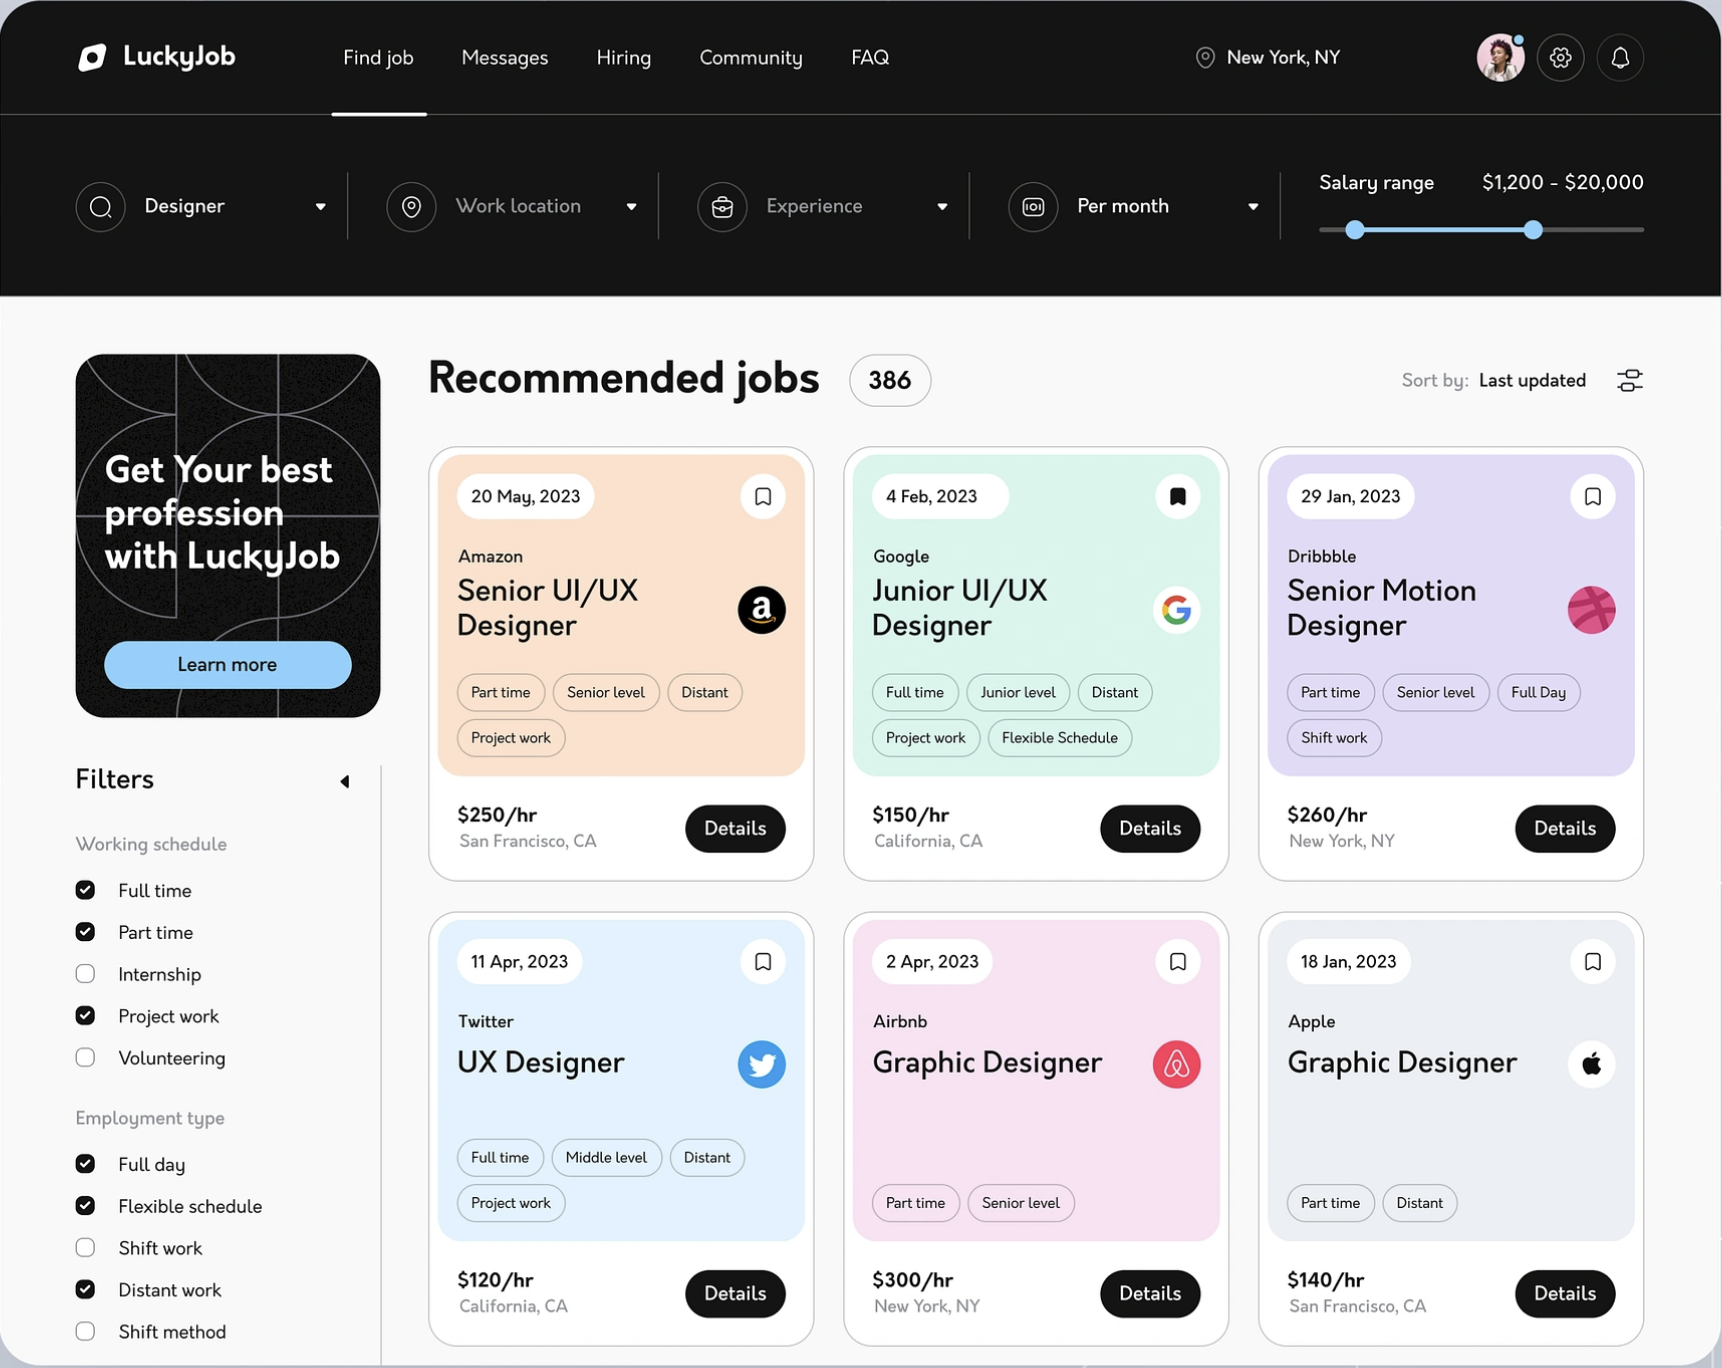 LuckyJob
Find job
Messages
Hiring
Community
FAQ
New York, NY
Designer
Work location
Experience
Per month
Salary range
$1,200 - $20,000
Get Your best
profession
with LuckyJob
Learn more
Filters
Working schedule
Full time
Part time
Internship
Project work
Volunteering
Employment type
Full day
Flexible schedule
Shift work
Distant work
Shift method
Recommended jobs
386
Sort by: Last updated
20 May, 2023
Amazon
Senior UI/UX
Designer
a
Part time
Senior level
Distant
Project work
$250/hr
San Francisco, CA
Details
4 Feb, 2023
Google
Junior UI/UX
Designer
G
Full time
Junior level
Distant
Project work
Flexible Schedule
$150/hr
California, CA
Details
29 Jan, 2023
Dribbble
Senior Motion
Designer
Part time
Senior level
Full Day
Shift work
$260/hr
New York, NY
Details
11 Apr, 2023
Twitter
UX Designer
Full time
Middle level
Distant
Project work
$120/hr
California, CA
Details
2 Apr, 2023
Airbnb
Graphic Designer
Part time
Senior level
$300/hr
New York, NY
Details
18 Jan, 2023
Apple
Graphic Designer
Part time
Distant
$140/hr
San Francisco, CA
Details